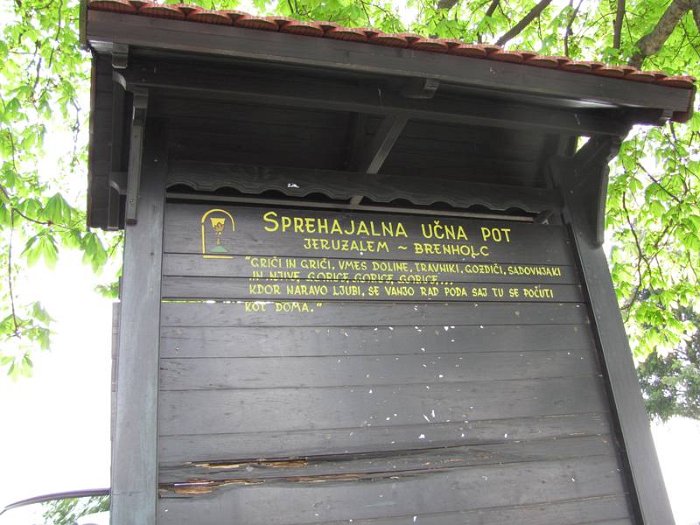 SPREHAJALNA UČNA POT
JERUZALEM ~ BRENHOLC
"GRIČI IN GRIČI, VMES DOLINE, TRAVNIKI, GOZDIČI, SADOVNJAKI
IN NJIVE, GORICE, GORICE, GORICE,...
KDOR NARAVO LJUBI, SE VANJO RAD PODA SAJ TU SE POČUTI
KOT DOMA."